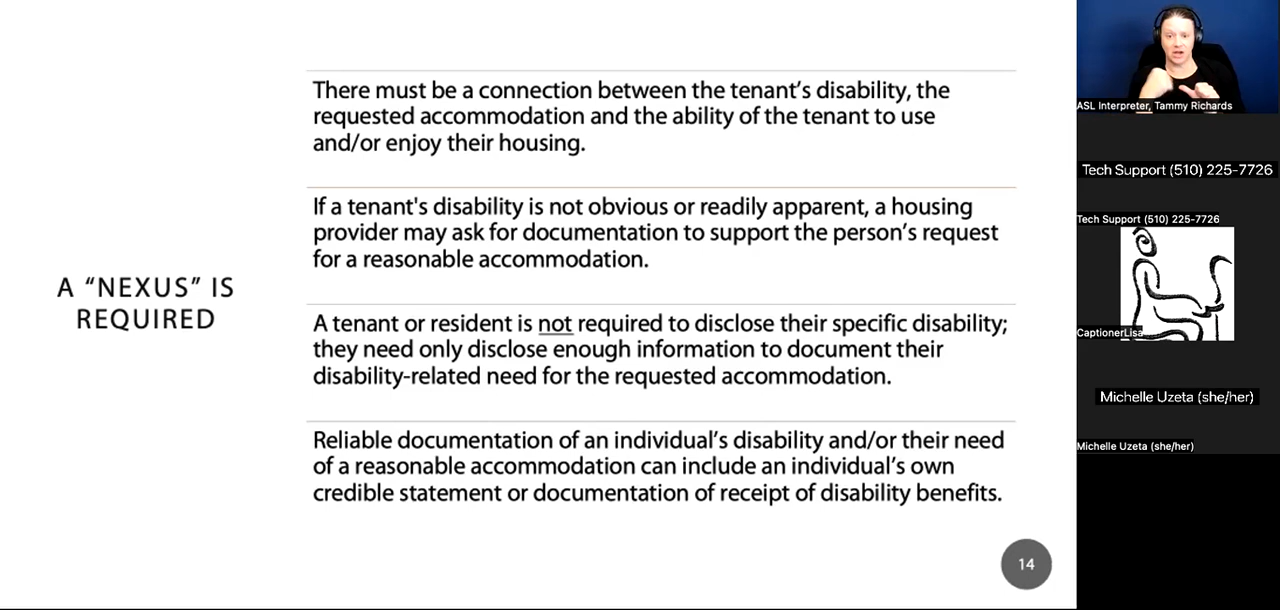 A “NEXUS” IS
REQUIRED
There must be a connection between the tenant’s disability, the
requested accommodation and the ability of the tenant to use
and/or enjoy their housing.
If a tenant's disability is not obvious or readily apparent, a housing
provider may ask for documentation to support the person’s request
for a reasonable accommodation.
A tenant or resident is not required to disclose their specific disability;
they need only disclose enough information to document their
disability-related need for the requested accommodation.
Reliable documentation of an individual’s disability and/or their need
of a reasonable accommodation can include an individual’s own
credible statement or documentation of receipt of disability benefits.
14
ASL Interpreter, Tammy Richards
Tech Support (510) 225-7726
Tech Support (510) 225-7726
CaptionerLisa
Michelle Uzeta (she/her)
Michelle Uzeta (she/her)